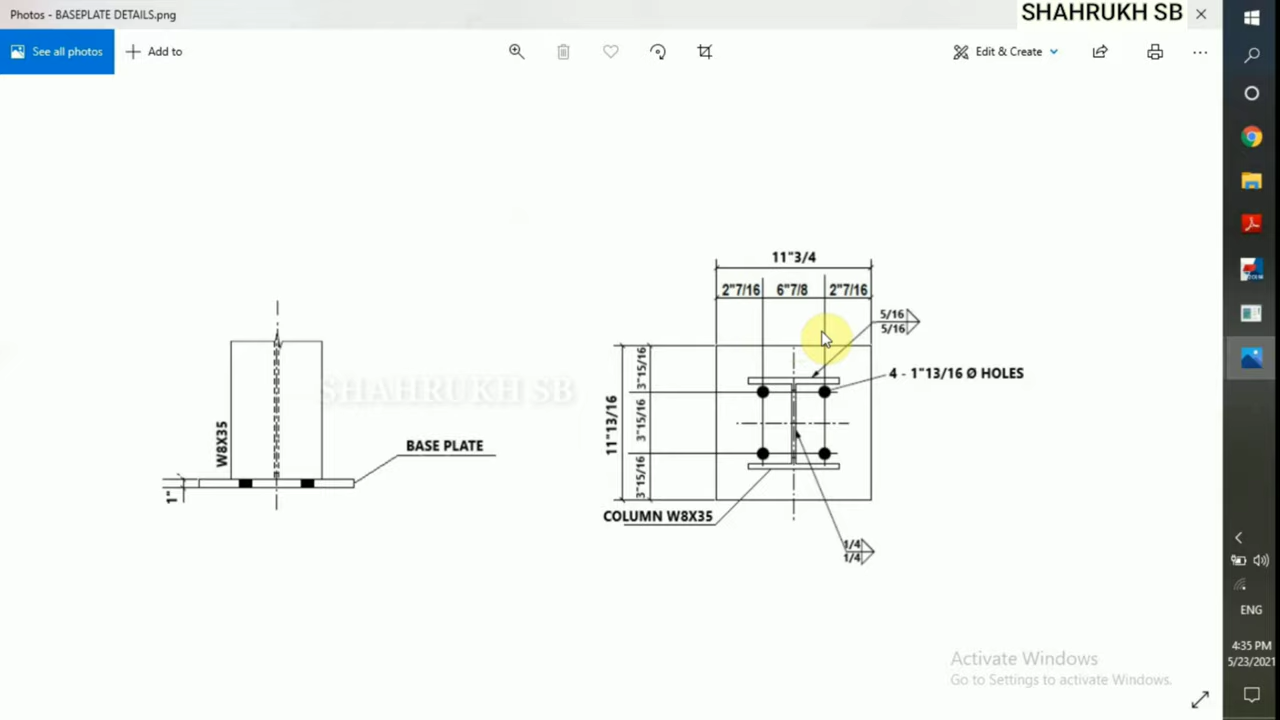 Photos - BASEPLATE DETAILS.png
SHAHRUKH SB
See all photos
Add to
Edit & Create
11"3/4
2"7/16 6"7/8 2"7/16
5/16
5/16
3"15/16
4 - 1"13/16 Ø HOLES
11"13/16
3"15/16
3"15/16
COLUMN W8X35
1/4
1/4
W8X35
SHAHRUKH SB
BASE PLATE
1"
Activate Windows
Go to Settings to activate Windows.
ENG
4:35 PM
5/23/2021